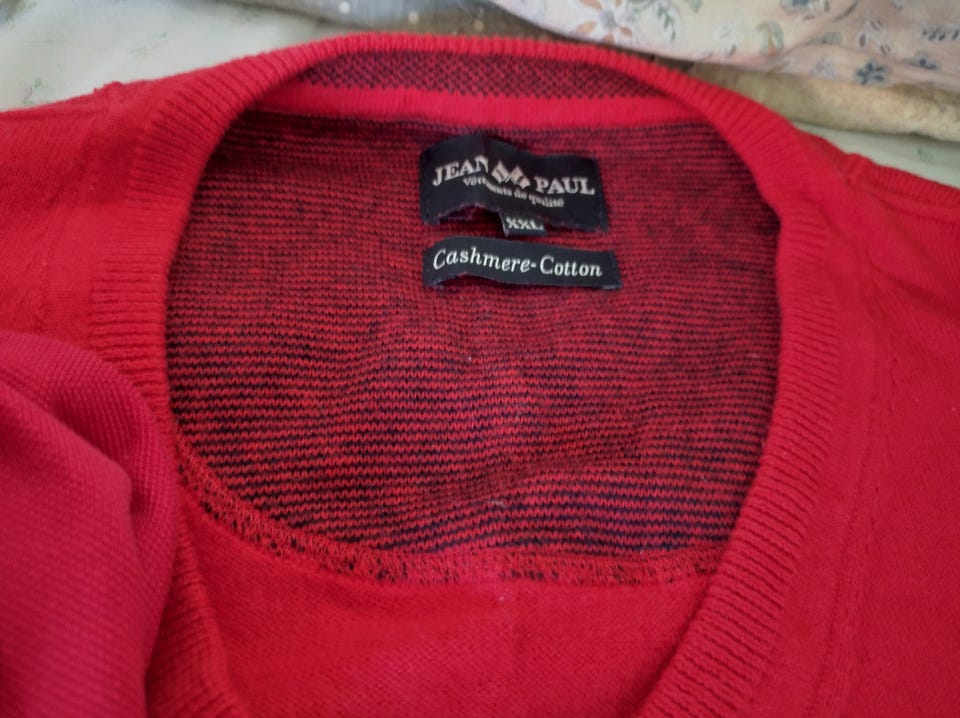 JEAN PAUL
Vêtements de qualité
XXL
Cashmere-Cotton